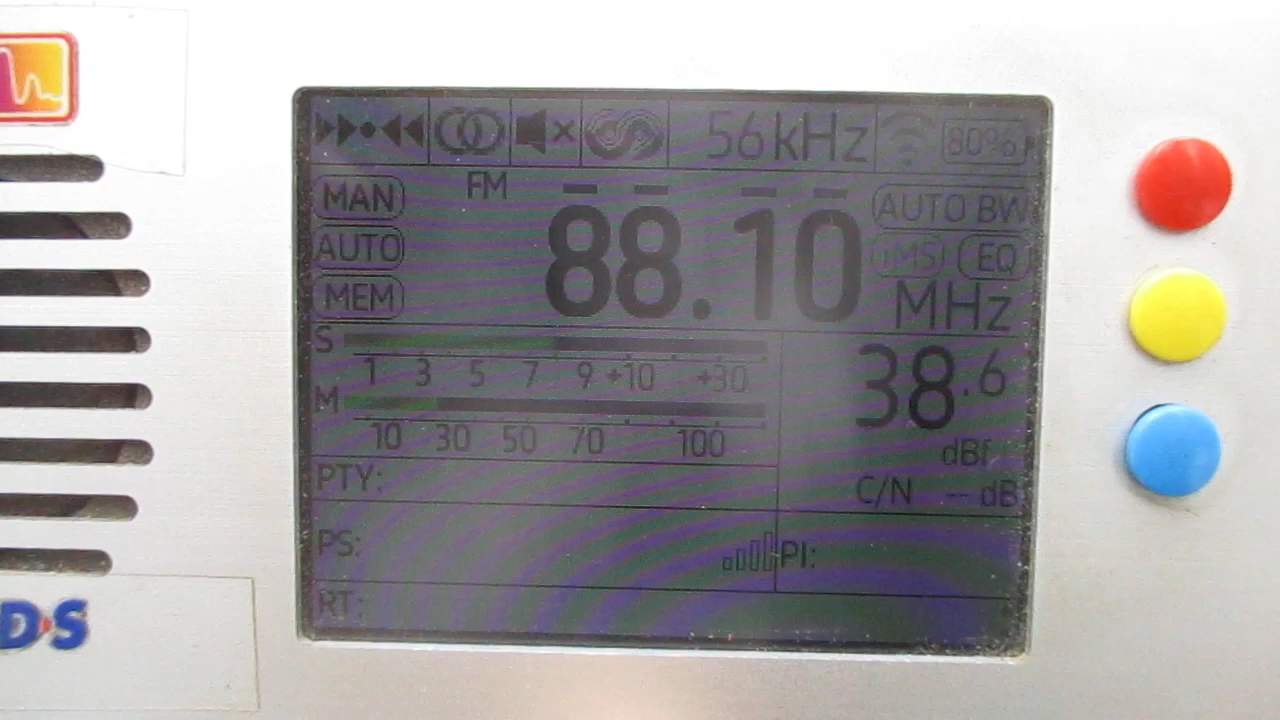 56kHz 80%
FM
MAN 88.10 AUTO BW
AUTO iMS EQ
MEM MHz
S
1 3 5 7 9 +10 +30
38.6
M
10 30 50 70 100
dBf
PTY:
C/N -- dB
PS: PI:
RT:
DS